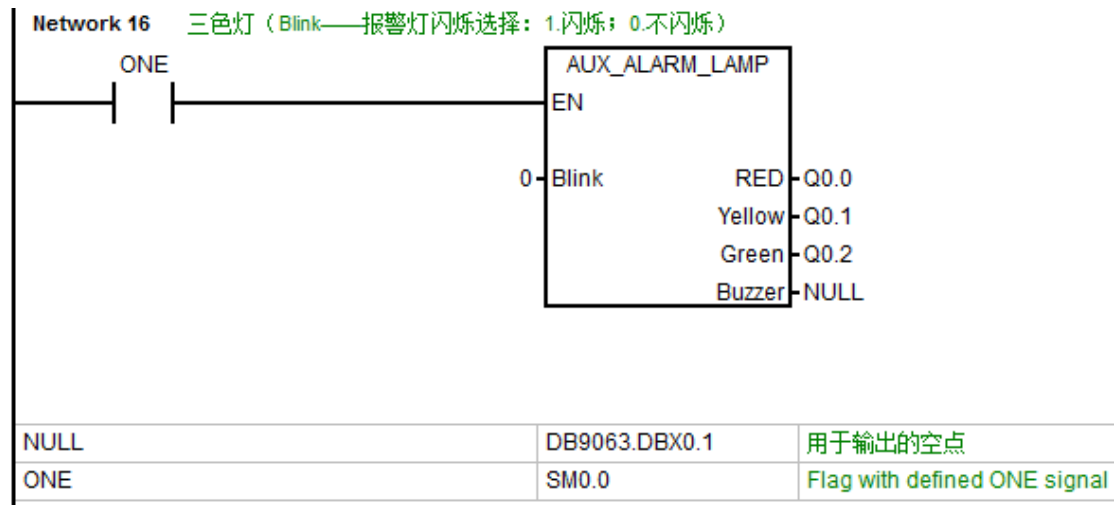 Network 16 三色灯（Blink——报警灯闪烁选择：1.闪烁；0.不闪烁）
ONE
AUX_ALARM_LAMP
EN
0 Blink RED Q0.0
Yellow Q0.1
Green Q0.2
Buzzer NULL
NULL DB9063.DBX0.1 用于输出的空点
ONE SM0.0 Flag with defined ONE signal